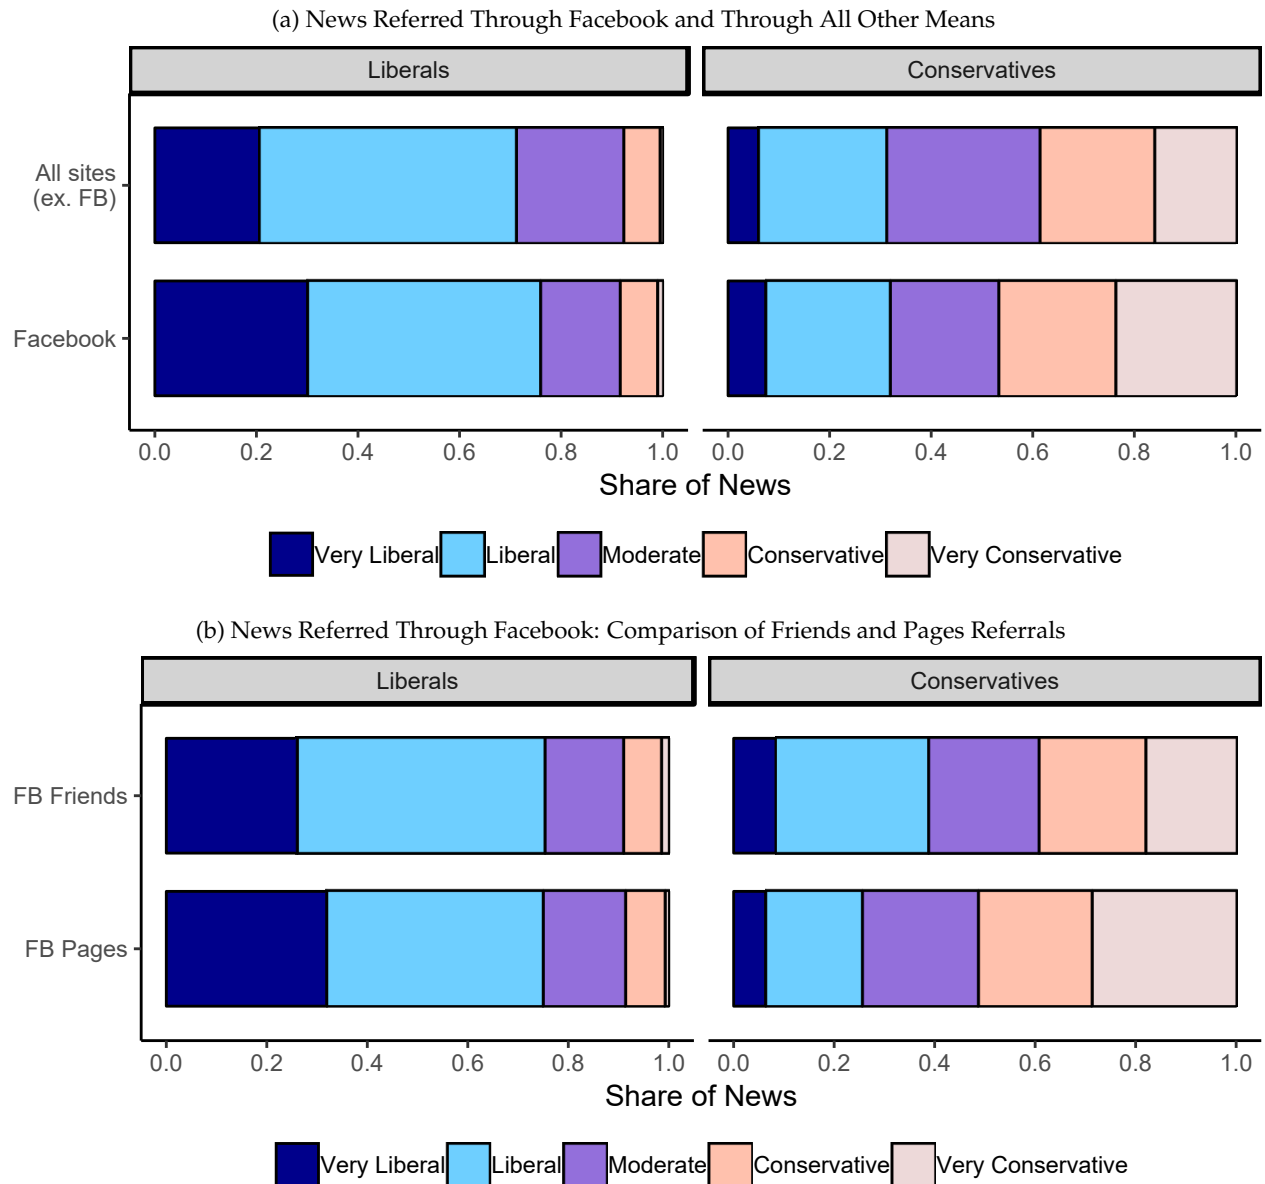 (a) News Referred Through Facebook and Through All Other Means
Liberals
Conservatives
All sites
(ex. FB)
Facebook
0.0 0.2 0.4 0.6 0.8 1.0
0.0 0.2 0.4 0.6 0.8 1.0
Share of News
Very Liberal Liberal Moderate Conservative Very Conservative
(b) News Referred Through Facebook: Comparison of Friends and Pages Referrals
Liberals
Conservatives
FB Friends
FB Pages
0.0 0.2 0.4 0.6 0.8 1.0
0.0 0.2 0.4 0.6 0.8 1.0
Share of News
Very Liberal Liberal Moderate Conservative Very Conservative